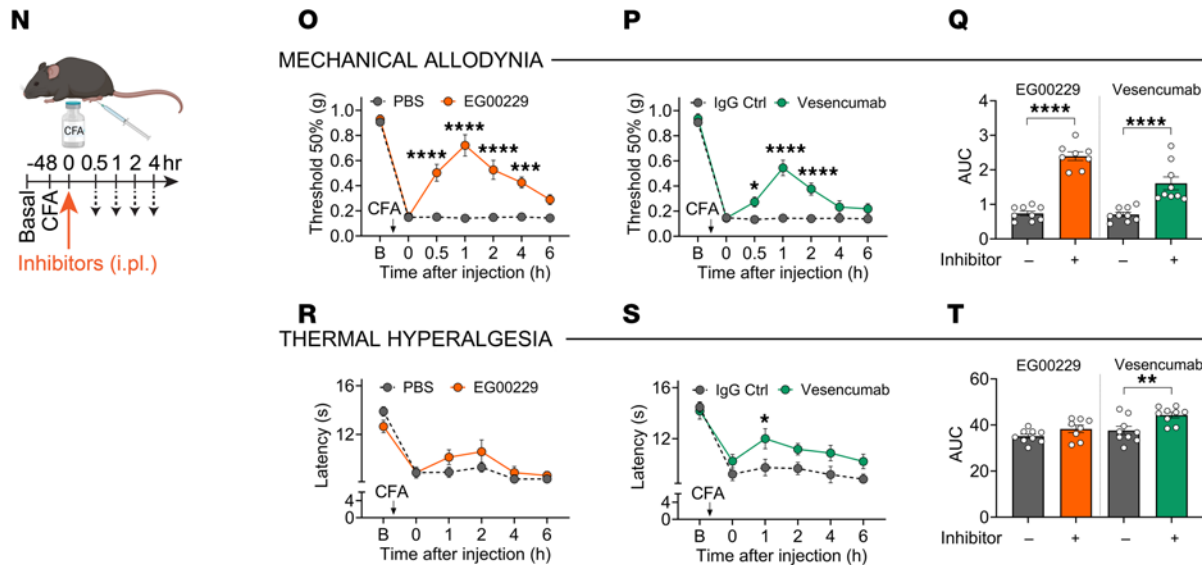 N
CFA
-48 0 0.5 1 2 4 hr
Basal
CFA
Inhibitors (i.pl.)
O P Q
MECHANICAL ALLODYNIA
PBS EG00229
Threshold 50% (g)
1.0
0.8
0.6
0.4
0.2
0.0
**** **** **** ***
CFA
B 0 0.5 1 2 4 6
Time after injection (h)
IgG Ctrl Vesencumab
Threshold 50% (g)
1.0
0.8
0.6
0.4
0.2
0.0
* **** ****
CFA
B 0 0.5 1 2 4 6
Time after injection (h)
EG00229 Vesencumab
**** ****
AUC
4
3
2
1
0
Inhibitor – + – +
R S T
THERMAL HYPERALGESIA
PBS EG00229
Latency (s)
16
12
4
0
CFA
B 0 1 2 4 6
Time after injection (h)
IgG Ctrl Vesencumab
Latency (s)
16
12
4
0
*
CFA
B 0 1 2 4 6
Time after injection (h)
EG00229 Vesencumab
**
AUC
60
40
20
0
Inhibitor – + – +